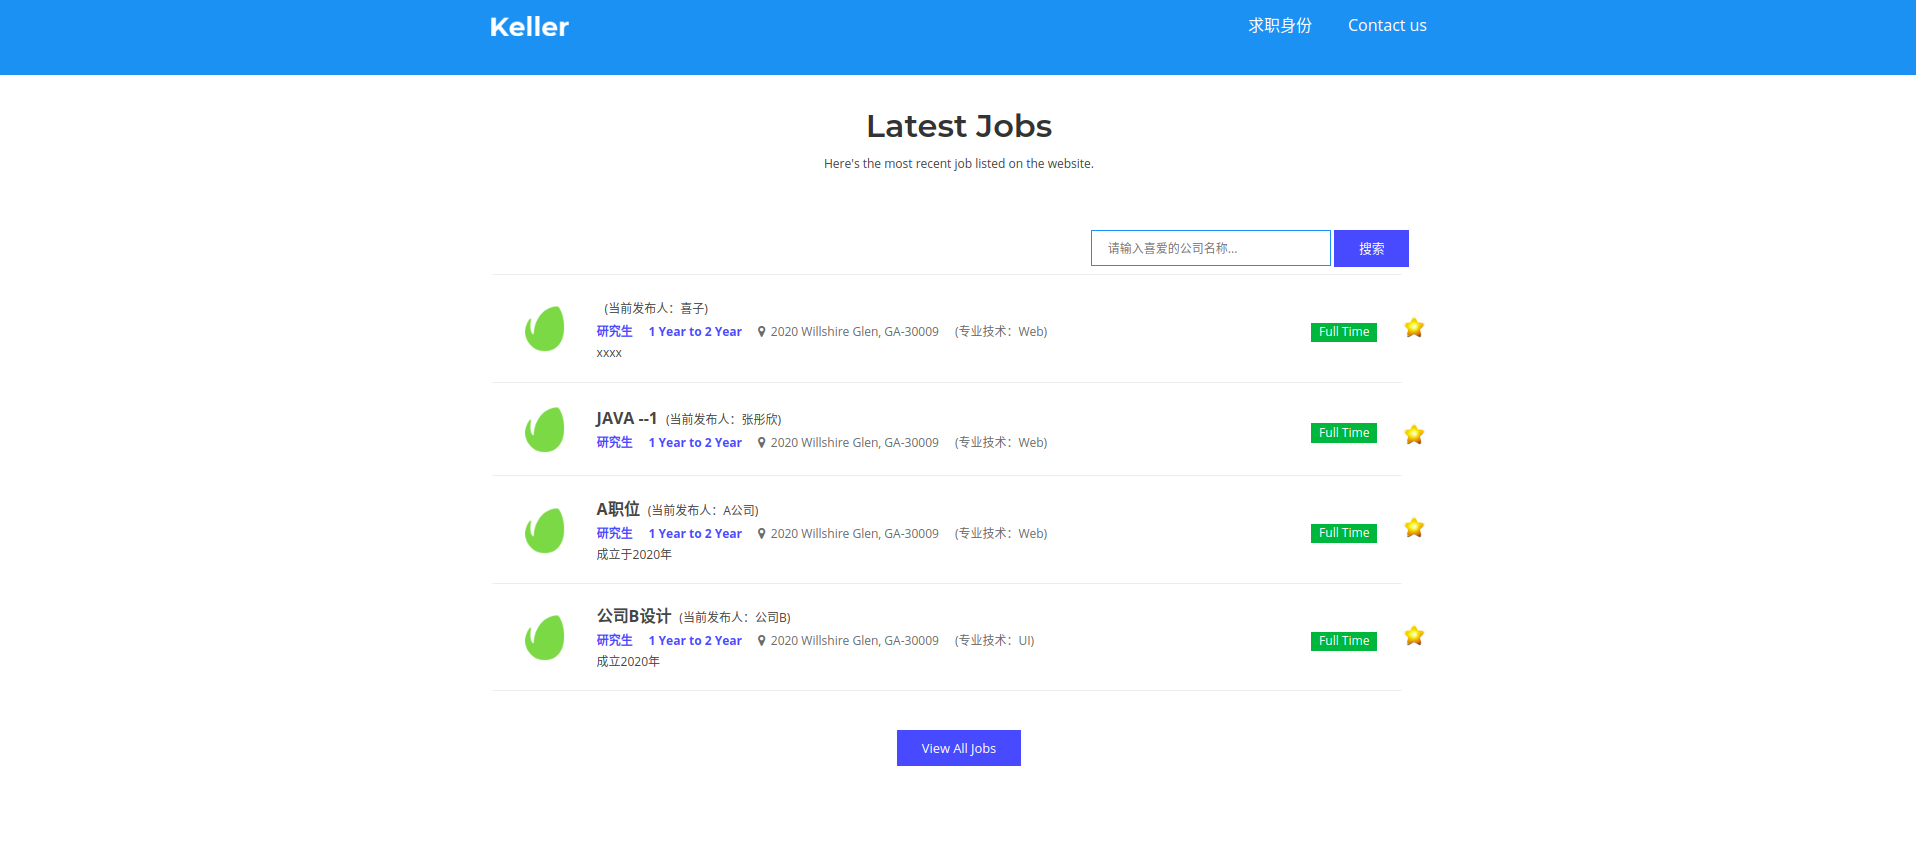 Keller
求职身份 Contact us
Latest Jobs
Here's the most recent job listed on the website.
请输入喜爱的公司名称... 搜索
(当前发布人：喜子)
研究生 1 Year to 2 Year 2020 Willshire Glen, GA-30009 (专业技术：Web) Full Time
xxxx
JAVA --1 (当前发布人：张彤欣)
研究生 1 Year to 2 Year 2020 Willshire Glen, GA-30009 (专业技术：Web) Full Time
A职位 (当前发布人：A公司)
研究生 1 Year to 2 Year 2020 Willshire Glen, GA-30009 (专业技术：Web) Full Time
成立于2020年
公司B设计 (当前发布人：公司B)
研究生 1 Year to 2 Year 2020 Willshire Glen, GA-30009 (专业技术：UI) Full Time
成立2020年
View All Jobs